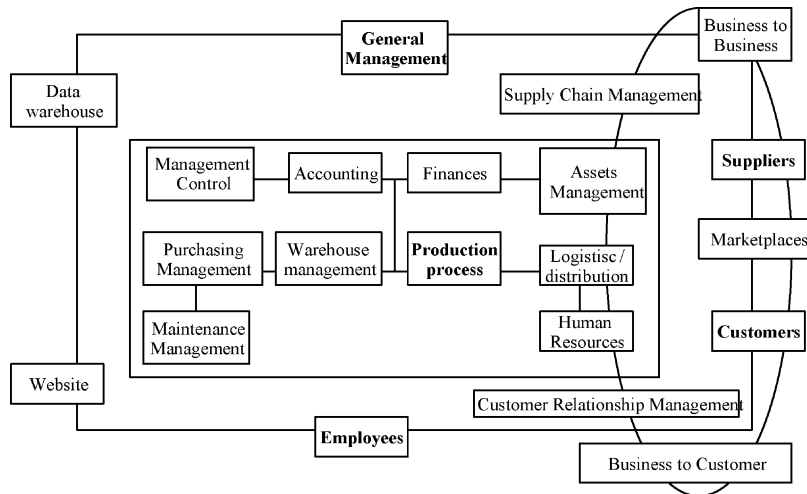 General
Management
Business to
Business
Data
warehouse
Supply Chain Management
Management
Control
Accounting
Finances
Assets
Management
Suppliers
Purchasing
Management
Warehouse
management
Production
process
Logistisc /
distribution
Marketplaces
Maintenance
Management
Human
Resources
Customers
Website
Customer Relationship Management
Employees
Business to Customer